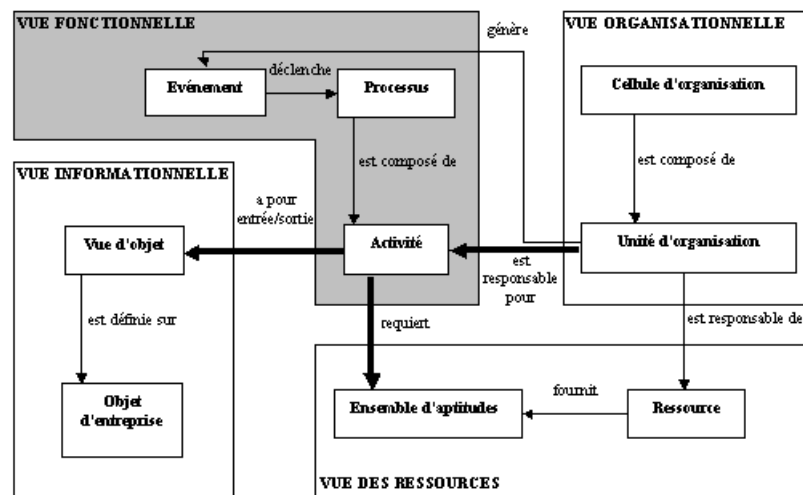 VUE FONCTIONNELLE
génère
VUE ORGANISATIONNELLE
Evénement
déclenche
Processus
Cellule d'organisation
est composé de
est composé de
VUE INFORMATIONNELLE
a pour
entrée/sortie
Vue d'objet
Activité
Unité d'organisation
est
responsable
pour
est définie sur
requiert
est responsable de
Objet
d'entreprise
Ensemble d'aptitudes
fournit
Ressource
VUE DES RESSOURCES